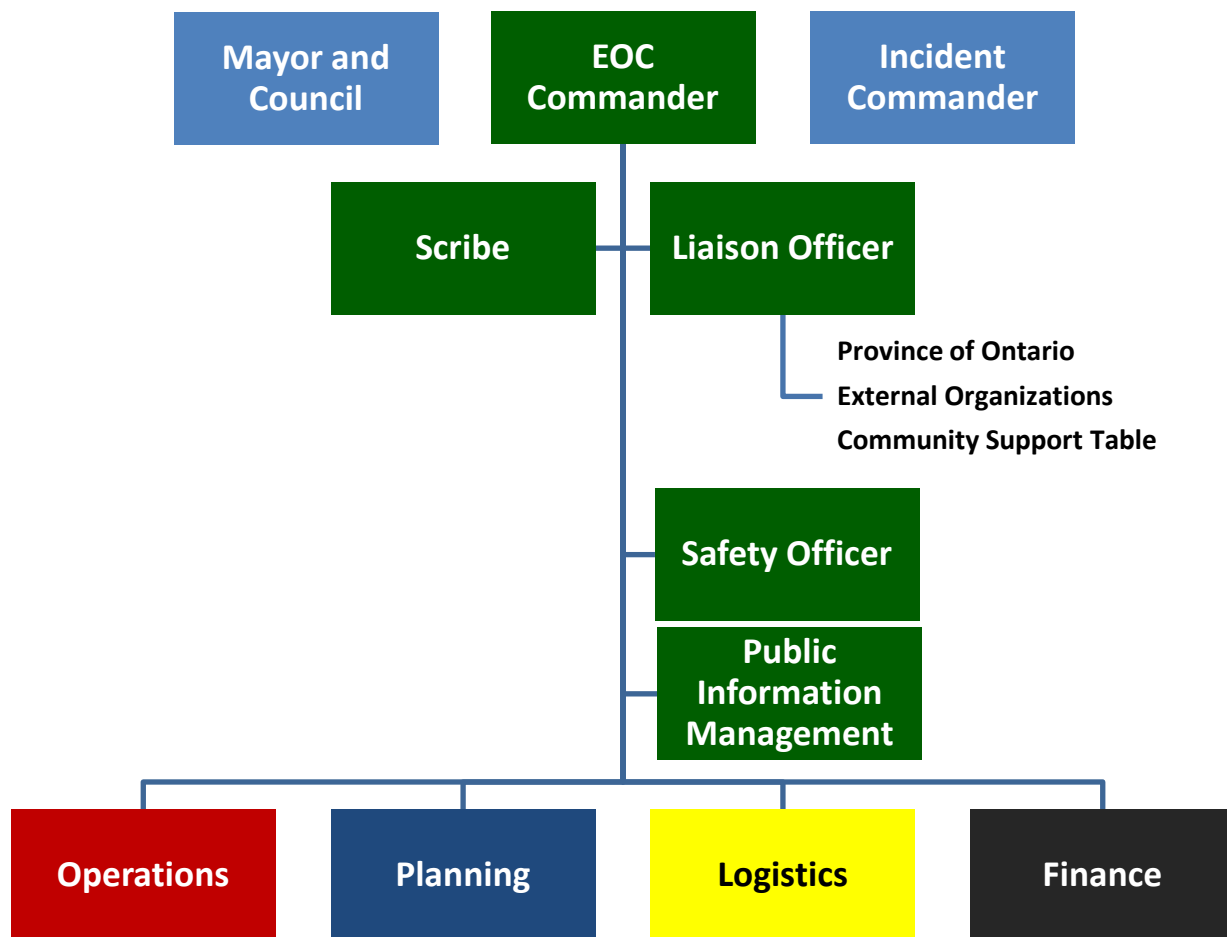 Mayor and
Council
EOC
Commander
Incident
Commander
Scribe
Liaison Officer
Province of Ontario
External Organizations
Community Support Table
Safety Officer
Public
Information
Management
Operations
Planning
Logistics
Finance